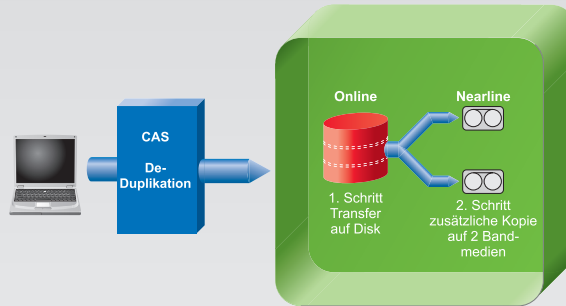 CAS
De-
Duplikation
Online
1. Schritt
Transfer
auf Disk
Nearline
2. Schritt
zusätzliche Kopie
auf 2 Band-
medien